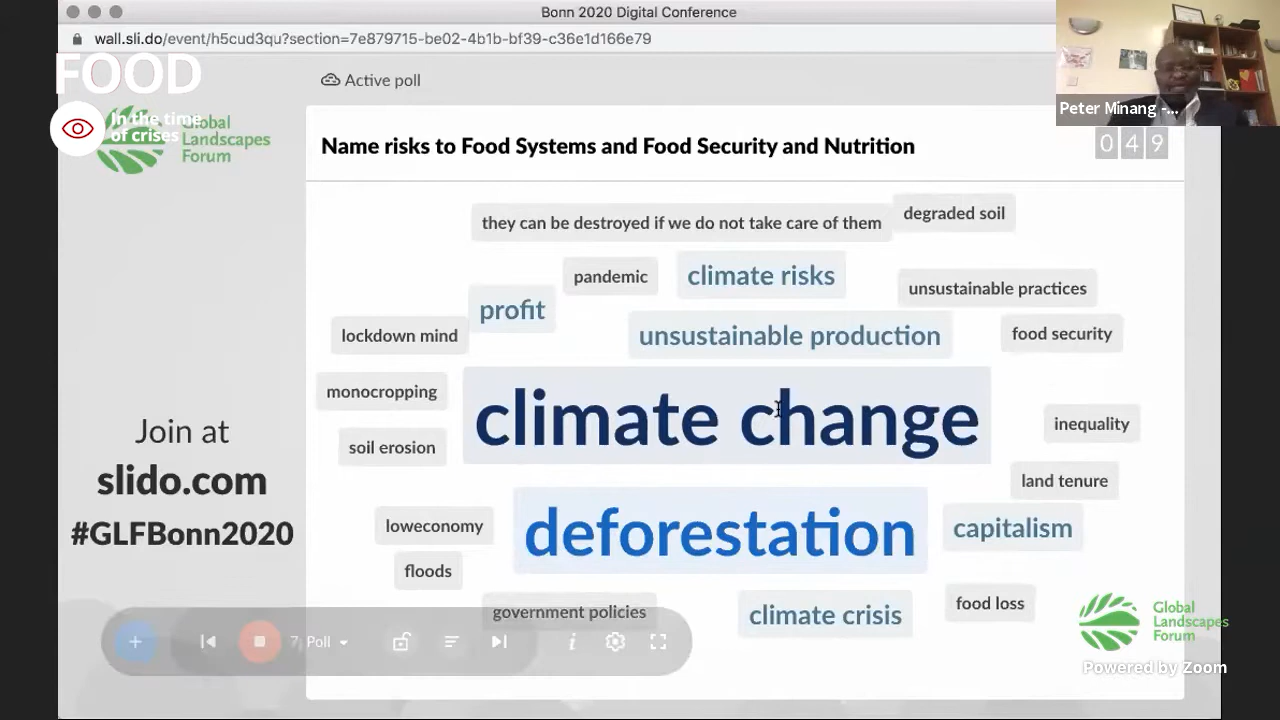 Bonn 2020 Digital Conference
wall.sli.do/event/h5cud3qu?section=7e879715-be02-4b1b-bf39-c36e1d166e79
FOOD
In the time
of crises
Global
Landscapes
Forum
Active poll
Peter Minang -...
Name risks to Food Systems and Food Security and Nutrition
0 4 9
they can be destroyed if we do not take care of them
degraded soil
pandemic
climate risks
unsustainable practices
profit
lockdown mind
unsustainable production
food security
monocropping
climate change
inequality
soil erosion
land tenure
Join at
slido.com
#GLFBonn2020
loweconomy
deforestation
capitalism
floods
government policies
climate crisis
food loss
Poll
Global
Landscapes
Forum
Powered by Zoom